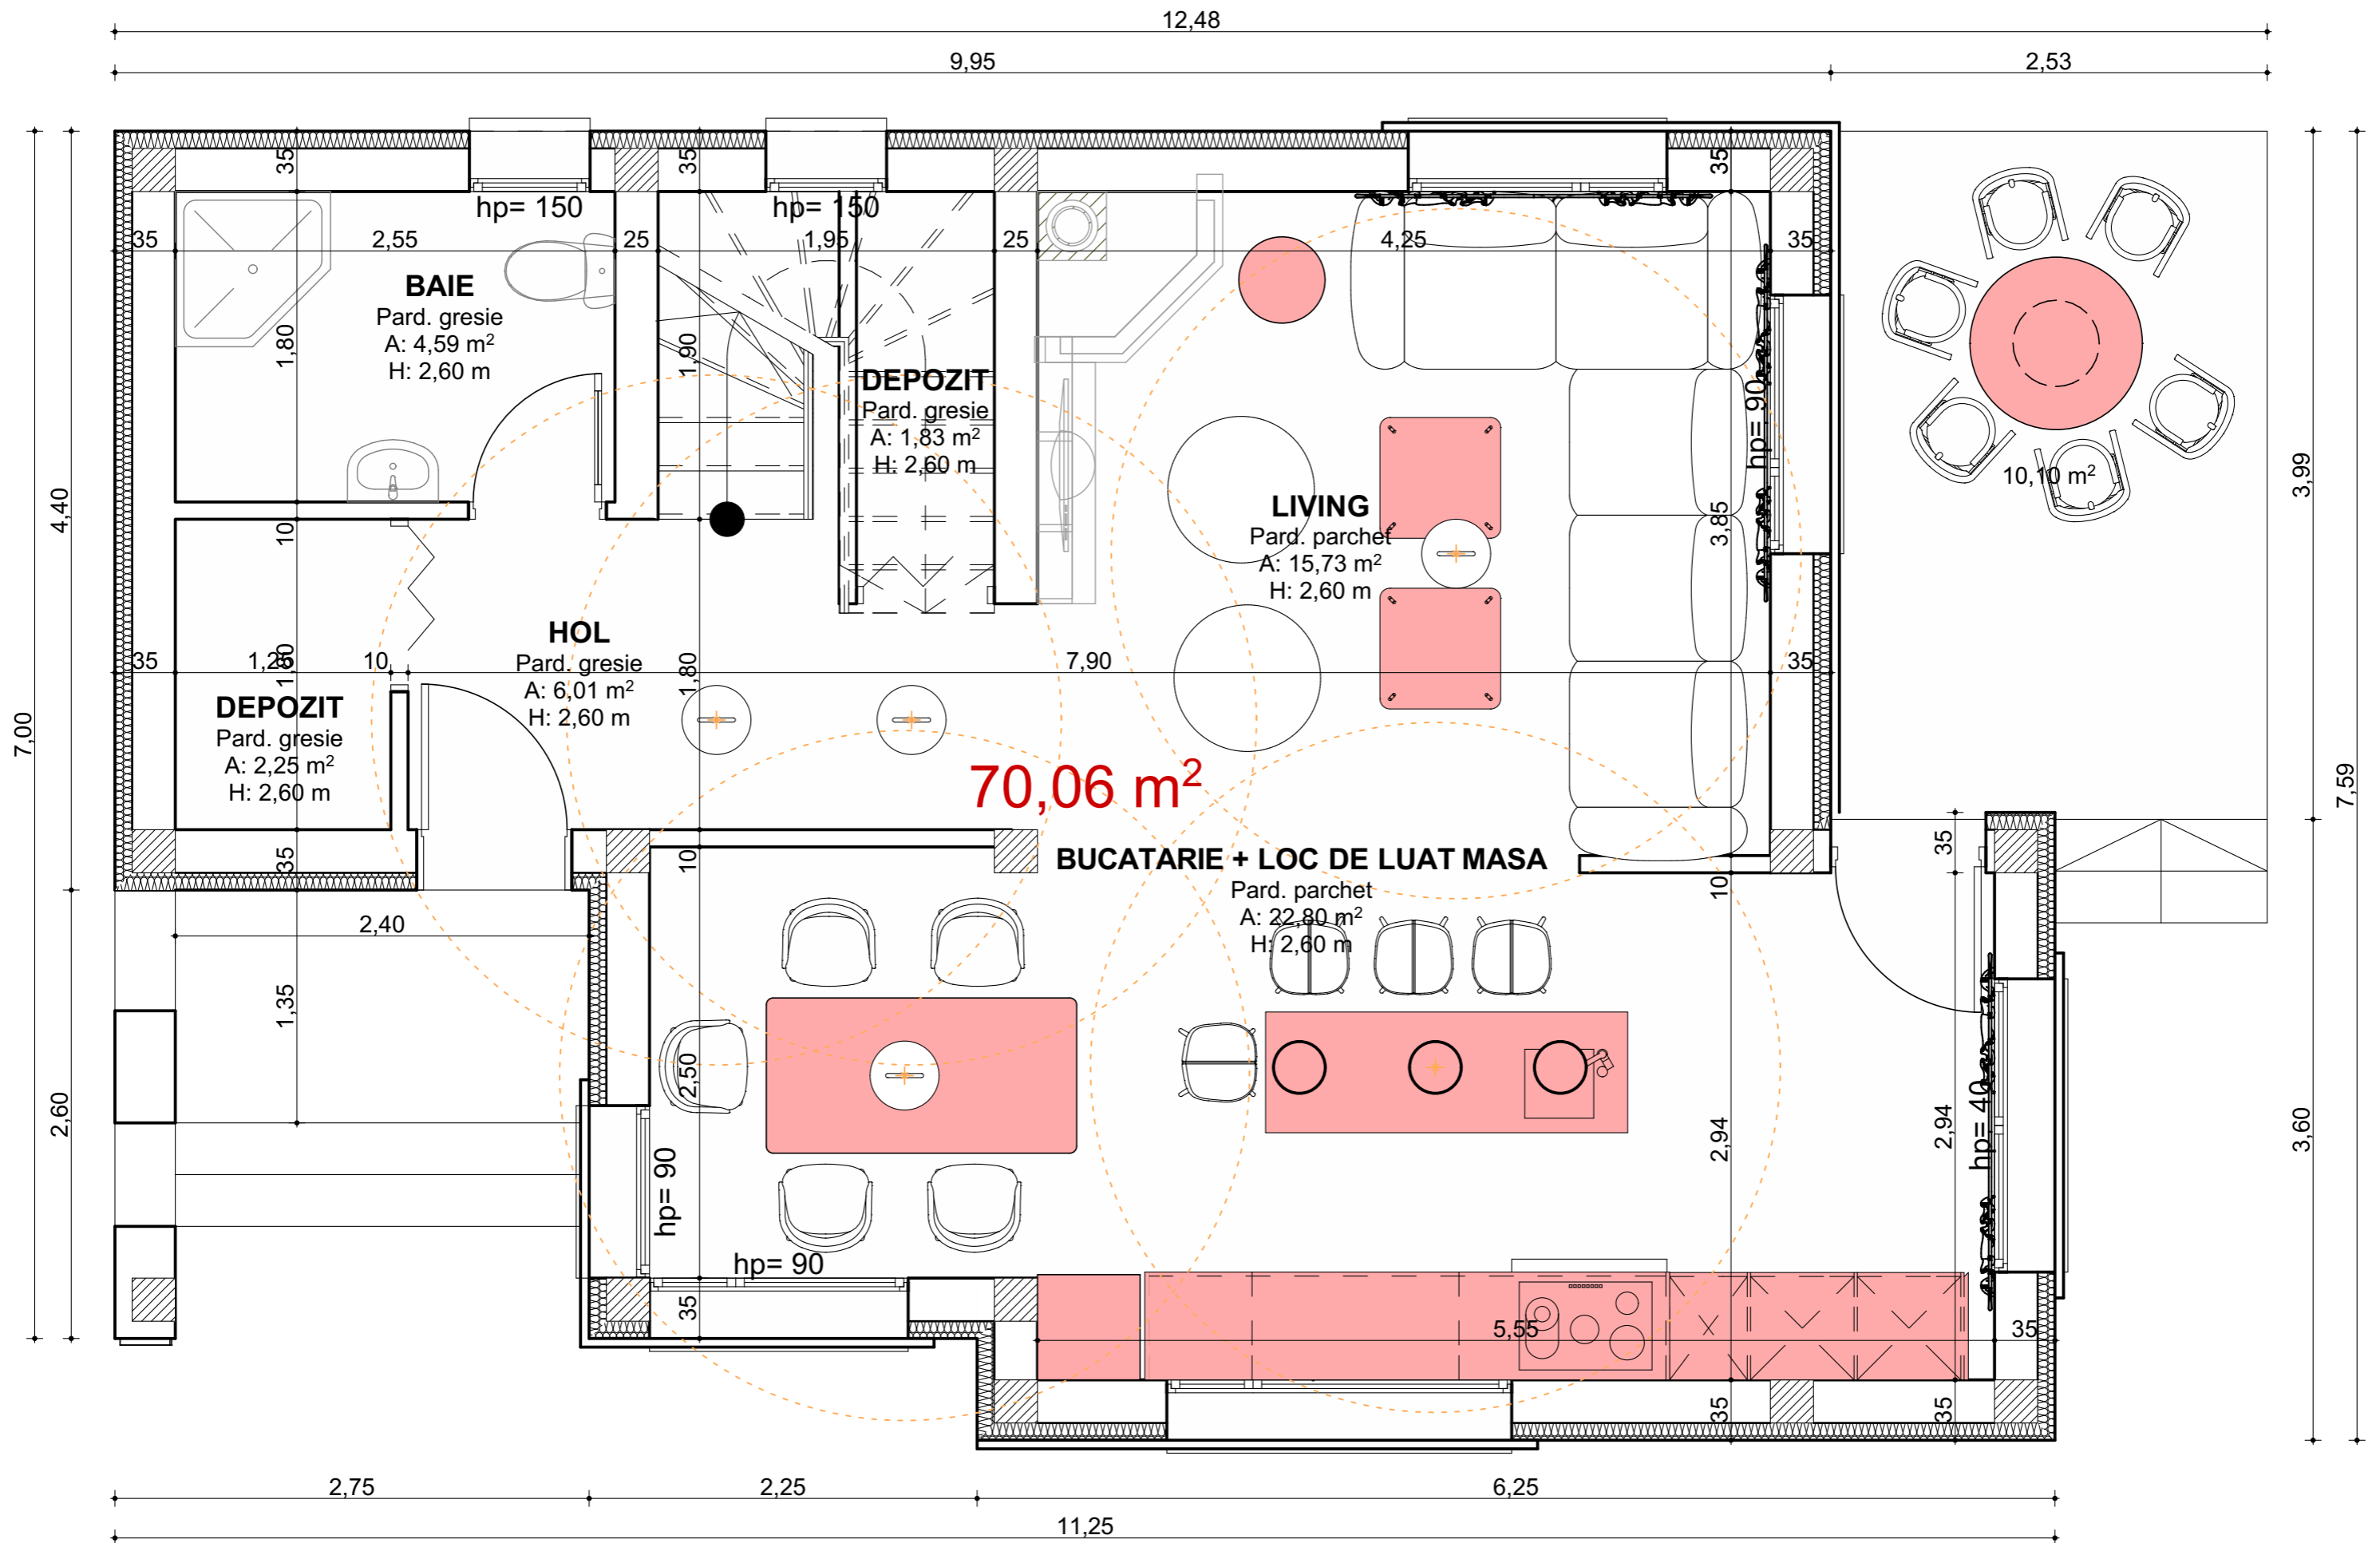 12,48
9,95
2,53
35
35
35
hp= 150
hp= 150
35
2,55
25
1,95
25
4,25
35
BAIE
Pard. gresie
A: 4,59 m²
H: 2,60 m
1,80
1,90
DEPOZIT
Pard. gresie
A: 1,83 m²
H: 2,60 m
hp= 90
10,10 m²
3,99
4,40
10
LIVING
Pard. parchet
A: 15,73 m²
H: 2,60 m
3,85
HOL
Pard. gresie
A: 6,01 m²
H: 2,60 m
35
1,25
1,80
10
1,80
7,90
35
DEPOZIT
Pard. gresie
A: 2,25 m²
H: 2,60 m
7,00
70,06 m²
7,59
35
10
BUCATARIE + LOC DE LUAT MASA
Pard. parchet
A: 22,80 m²
H: 2,60 m
10
35
2,40
1,35
2,50
2,60
2,94
2,94
hp= 40
3,60
hp= 90
hp= 90
35
5,55
35
35
35
2,75
2,25
6,25
11,25